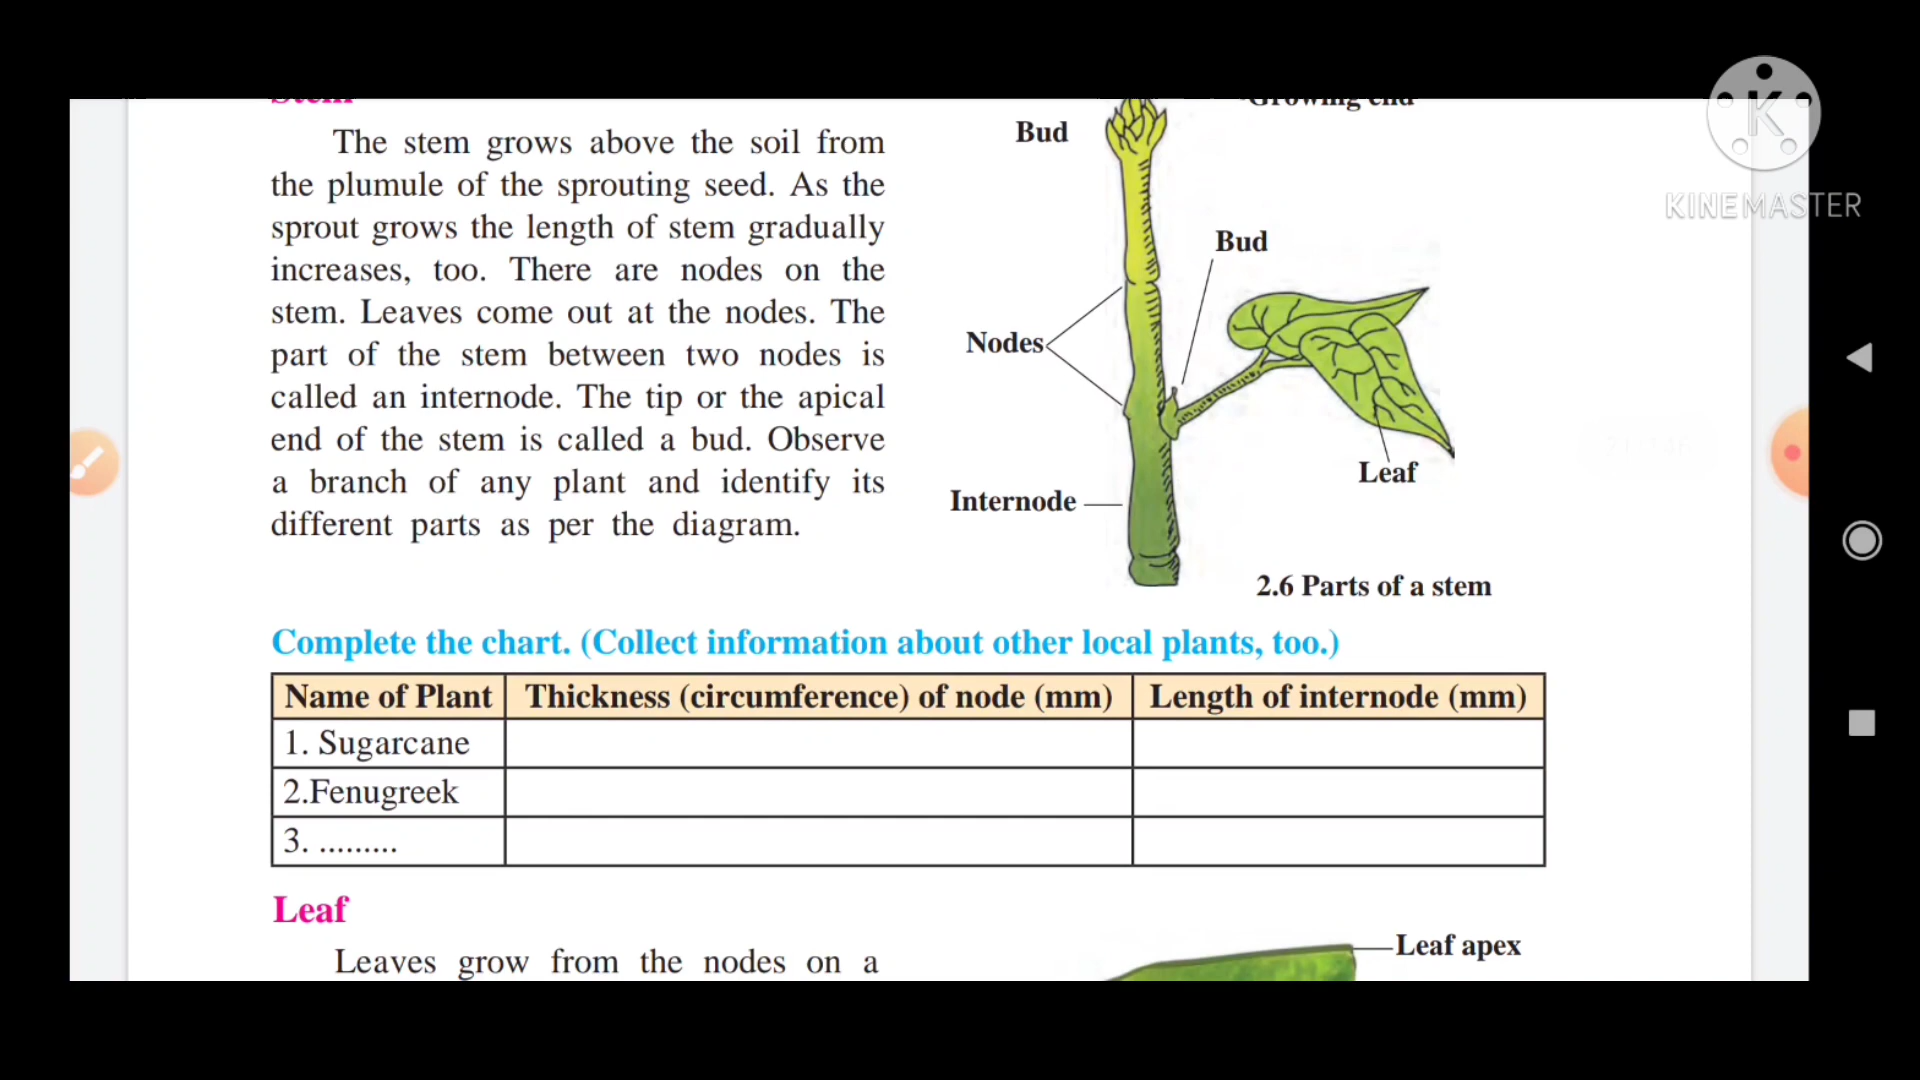 Stem
The stem grows above the soil from
the plumule of the sprouting seed. As the
sprout grows the length of stem gradually
increases, too. There are nodes on the
stem. Leaves come out at the nodes. The
part of the stem between two nodes is
called an internode. The tip or the apical
end of the stem is called a bud. Observe
a branch of any plant and identify its
different parts as per the diagram.
Growing end
Bud
Bud
Nodes
Leaf
Internode
2.6 Parts of a stem
K
KINEMASTER
Complete the chart. (Collect information about other local plants, too.)
Name of Plant Thickness (circumference) of node (mm) Length of internode (mm)
1. Sugarcane
2.Fenugreek
3. .........
Leaf
Leaves grow from the nodes on a
Leaf apex